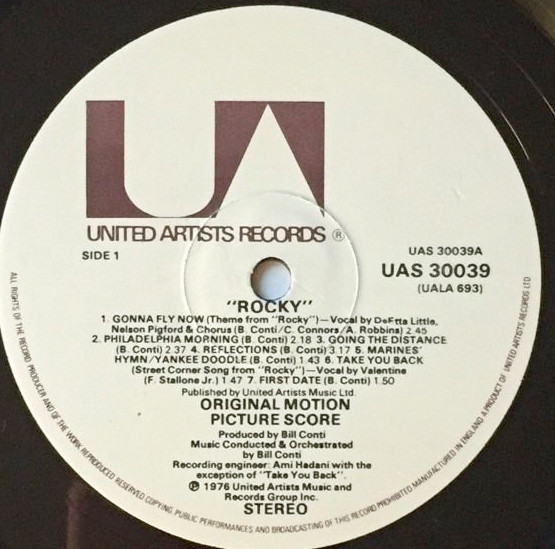 UA
UNITED ARTISTS RECORDS ®
SIDE 1
UAS 30039A
UAS 30039
(UALA 693)
"ROCKY"
1. GONNA FLY NOW (Theme from "Rocky")—Vocal by DeEtta Little,
Nelson Pigford & Chorus (B. Conti/C. Connors/A. Robbins) 2.45
2. PHILADELPHIA MORNING (B. Conti) 2.18 3. GOING THE DISTANCE
(B. Conti) 2 37 4. REFLECTIONS (B. Conti) 3.17 5. MARINES'
HYMN/YANKEE DOODLE (B. Conti) 1 43 6. TAKE YOU BACK
(Street Corner Song from "Rocky")—Vocal by Valentine
(F. Stallone Jr.) 1 47 7. FIRST DATE (B. Conti) 1.50
Published by United Artists Music Ltd.
ORIGINAL MOTION
PICTURE SCORE
Produced by Bill Conti
Music Conducted & Orchestrated
by Bill Conti
Recording engineer: Ami Hadani with the
exception of "Take You Back".
℗ 1976 United Artists Music and
Records Group Inc.
STEREO
ALL RIGHTS OF THE RECORD PRODUCER AND OF THE WORK REPRODUCED RESERVED COPYING, PUBLIC PERFORMANCES AND BROADCASTING OF THIS RECORD PROHIBITED MANUFACTURED IN ENGLAND A PRODUCT OF UNITED ARTISTS RECORDS LTD